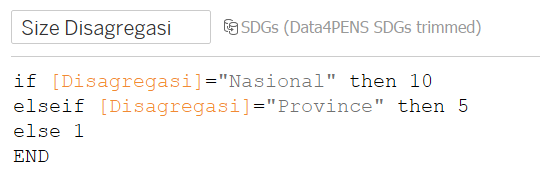 Size Disagregasi SDGs (Data4PENS SDGs trimmed)
if [Disagregasi]="Nasional" then 10
elseif [Disagregasi]="Province" then 5
else 1
END